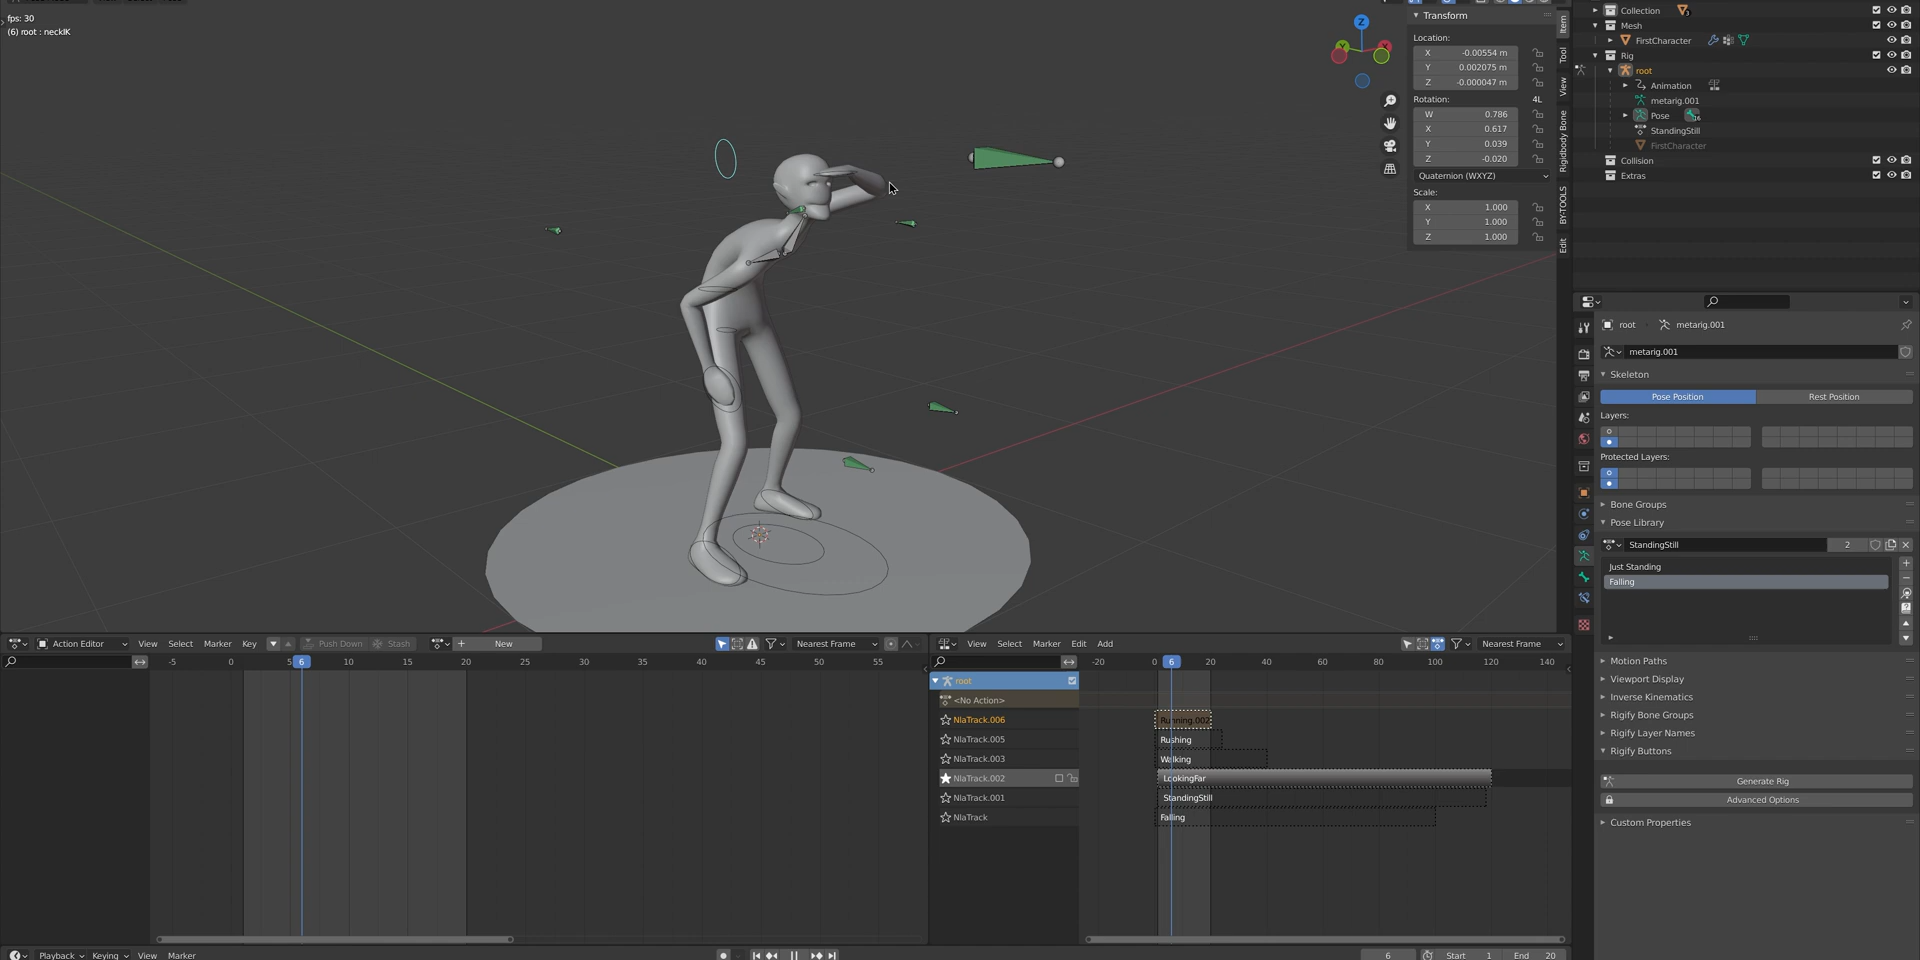 fps: 30
(6) root : neckIK
Transform
Location:
X -0.00554 m
Y 0.002075 m
Z -0.000047 m
Rotation: 4L
W 0.786
X 0.617
Y 0.039
Z -0.020
Quaternion (WXYZ)
Scale:
X 1.000
Y 1.000
Z 1.000
Z
Item
Tool
View
Rigidbody Bone
BY-TOOLS
Edit
Collection
Mesh
FirstCharacter
Rig
root
Animation
metarig.001
Pose
StandingStill
FirstCharacter
Collision
Extras
root
metarig.001
metarig.001
Skeleton
Pose Position Rest Position
Layers:
Protected Layers:
Bone Groups
Pose Library
StandingStill 2
Just Standing
Falling
Motion Paths
Viewport Display
Inverse Kinematics
Rigify Bone Groups
Rigify Layer Names
Rigify Buttons
Generate Rig
Advanced Options
Custom Properties
Action Editor View Select Marker Key Push Down Stash New Nearest Frame
-5 0 5 6 10 15 20 25 30 35 40 45 50 55
View Select Marker Edit Add Nearest Frame
-20 0 6 20 40 60 80 100 120 140
root
<No Action>
NlaTrack.006 Running.002
NlaTrack.005 Rushing
NlaTrack.003 Walking
NlaTrack.002 LookingFar
NlaTrack.001 StandingStill
NlaTrack Falling
Playback Keying View Marker 6 Start 1 End 20